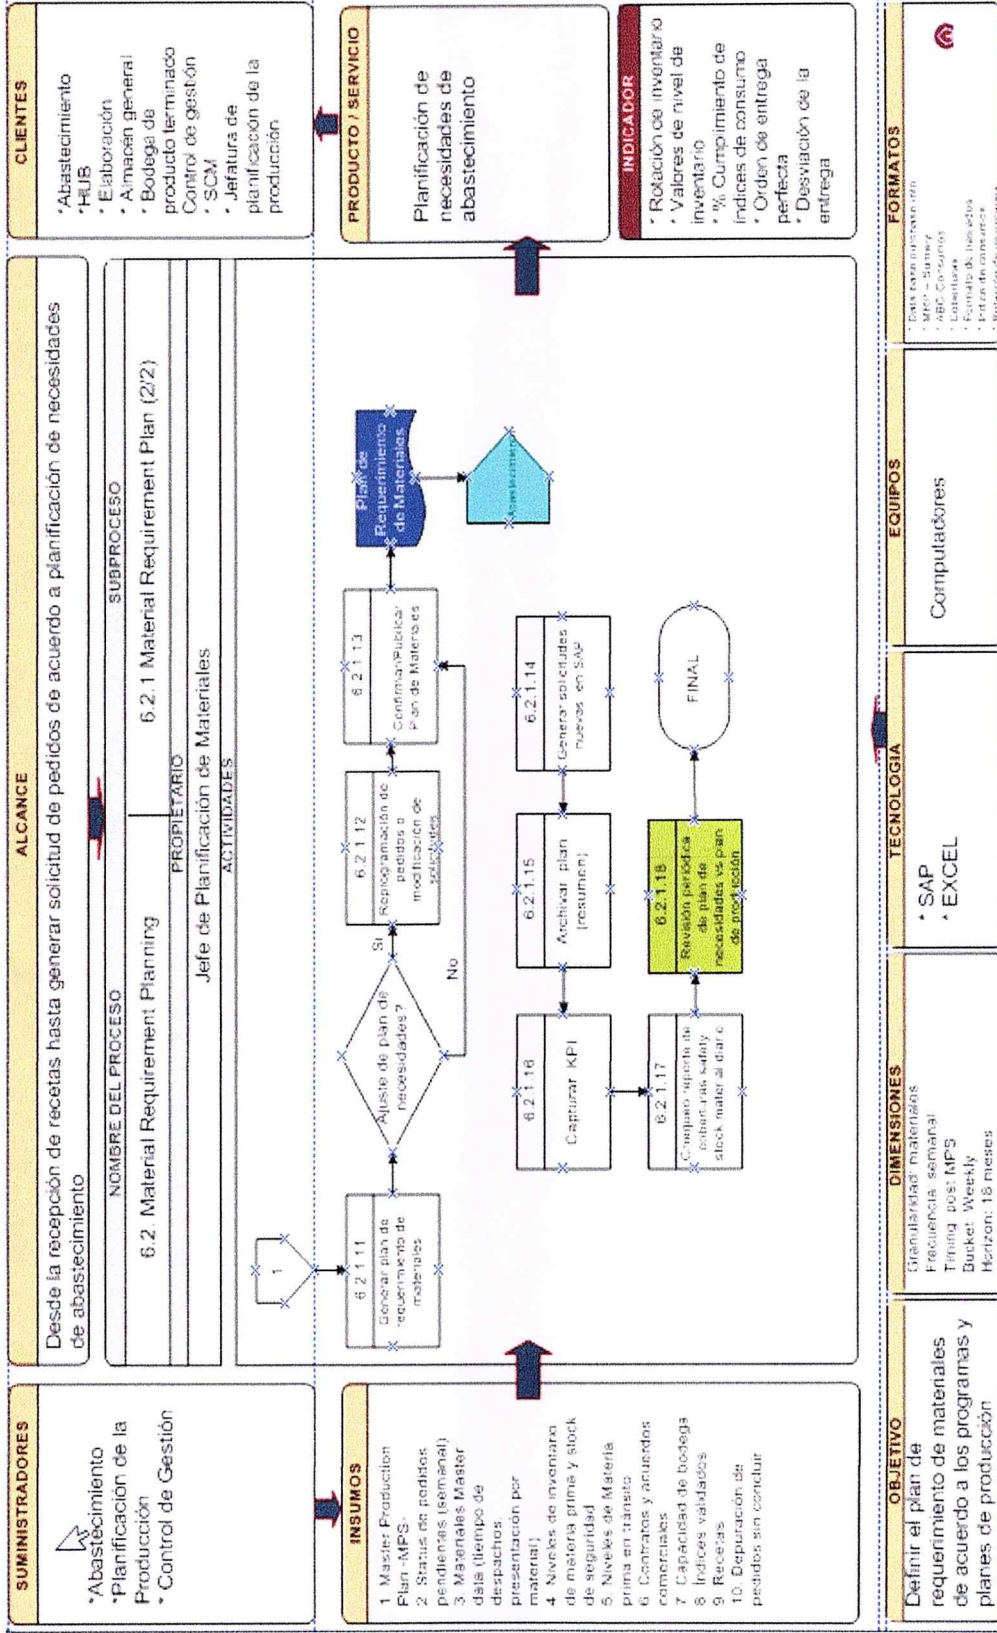 SUMINISTRADORES
*Abastecimiento
*Planificación de la
Producción
* Control de Gestión
ALCANCE
Desde la recepción de recetas hasta generar solicitud de pedidos de acuerdo a planificación de necesidades
de abastecimiento
CLIENTES
*Abastecimiento
*HUB
* Elaboración
* Almacén general
* Bodega de
producto terminado
Control de gestión
* SCM
* Jefatura de
planificación de la
producción
NOMBRE DEL PROCESO
SUBPROCESO
6.2. Material Requirement Planning
6.2.1 Material Requirement Plan (2/2)
PROPIETARIO
Jefe de Planificación de Materiales
ACTIVIDADES
INSUMOS
1 Master Production
Plan -MPS-
2 Status de pedidos
pendienes (semanal)
3 Materiales Master
data (tiempo de
despachos,
presentación por
material)
4 Niveles de inventario
de materia prima y stock
de seguridad
5. Niveles de Materia
prima en tránsito
6 Contratos y acuerdos
comerciales
7 Capacidad de bodega
8 Índices validados
9 Recetas
10. Depuración de
pedidos sin concluir
1
6 2 1 11
Generar plan de
requerimiento de
materiales
Ajuste de plan de
necesidades?
Si
No
6 2 1 12
Reprogramación de
pedidos o
modificación de
solicitudes
6 2 1 13
Confirmar/Publicar
Plan de Materiales
Plan de
Requerimiento
de Materiales
Abastecimiento
6.2.1.14
Generar solicitudes
nuevas en SAP
6.2.1.15
Archivar plan
(resumen)
6.2.1.16
Capturar KPI
6.2.1.17
Chequeo reporte de
coberturas safety
stock material diario
6.2.1.18
Revisión periódica
de plan de
necesidades vs plan
de producción
FINAL
PRODUCTO / SERVICIO
Planificación de
necesidades de
abastecimiento
INDICADOR
* Rotación de inventario
* Valores de nivel de
inventario
* % Cumplimiento de
índices de consumo
* Orden de entrega
perfecta
* Desviación de la
entrega
OBJETIVO
Definir el plan de
requerimiento de materiales
de acuerdo a los programas y
planes de producción
DIMENSIONES
Granularidad: materiales
Frecuencia semanal
Timing post MPS
Bucket Weekly
Horizon: 18 meses
TECNOLOGIA
* SAP
* EXCEL
EQUIPOS
Computadores
FORMATOS
* ABC Consumos